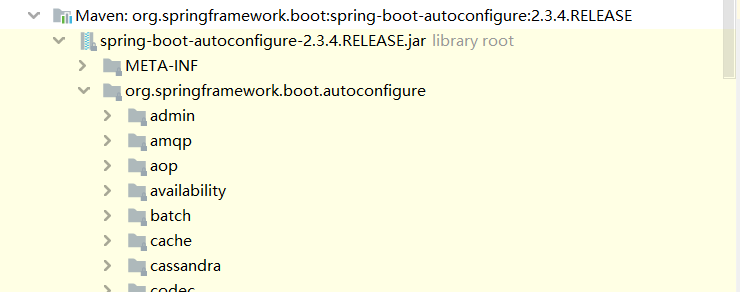 Maven: org.springframework.boot:spring-boot-autoconfigure:2.3.4.RELEASE
spring-boot-autoconfigure-2.3.4.RELEASE.jar library root
META-INF
org.springframework.boot.autoconfigure
admin
amqp
aop
availability
batch
cache
cassandra
codec